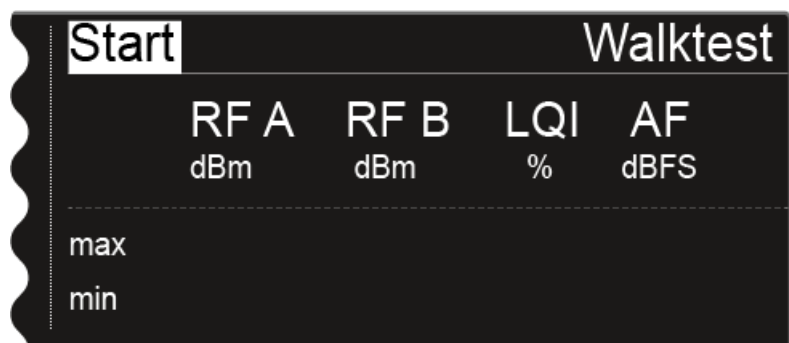 Start Walktest
RF A RF B LQI AF
dBm dBm % dBFS
max
min